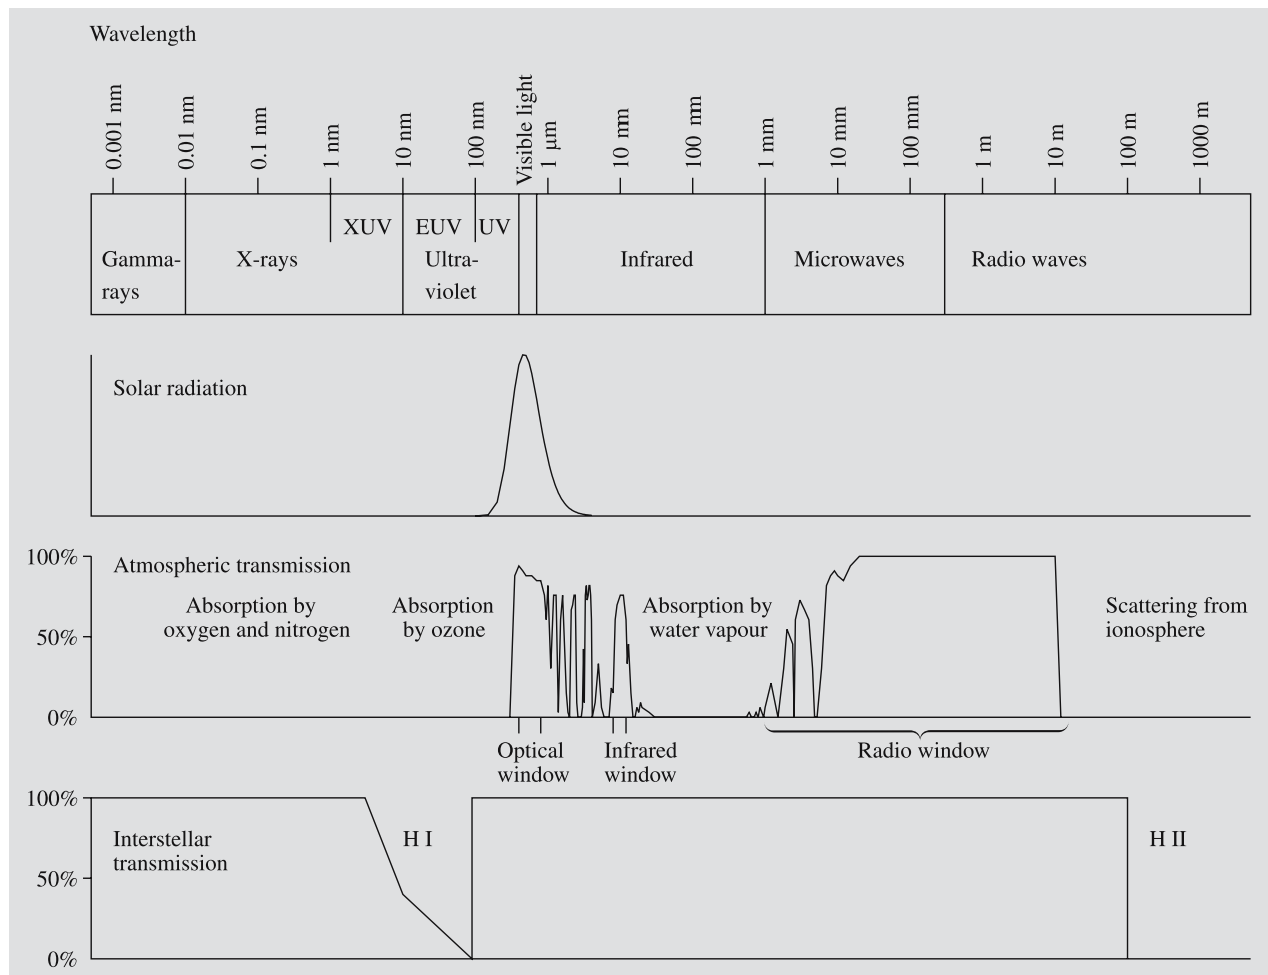 Wavelength
0.001 nm
0.01 nm
0.1 nm
1 nm
10 nm
100 nm
Visible light
1 μm
10 mm
100 mm
1 mm
10 mm
100 mm
1 m
10 m
100 m
1000 m
XUV
EUV
UV
Gamma-
rays
X-rays
Ultra-
violet
Infrared
Microwaves
Radio waves
Solar radiation
100%
50%
0%
Atmospheric transmission
Absorption by
oxygen and nitrogen
Absorption
by ozone
Absorption by
water vapour
Scattering from
ionosphere
Optical
window
Infrared
window
Radio window
100%
50%
0%
Interstellar
transmission
H I
H II